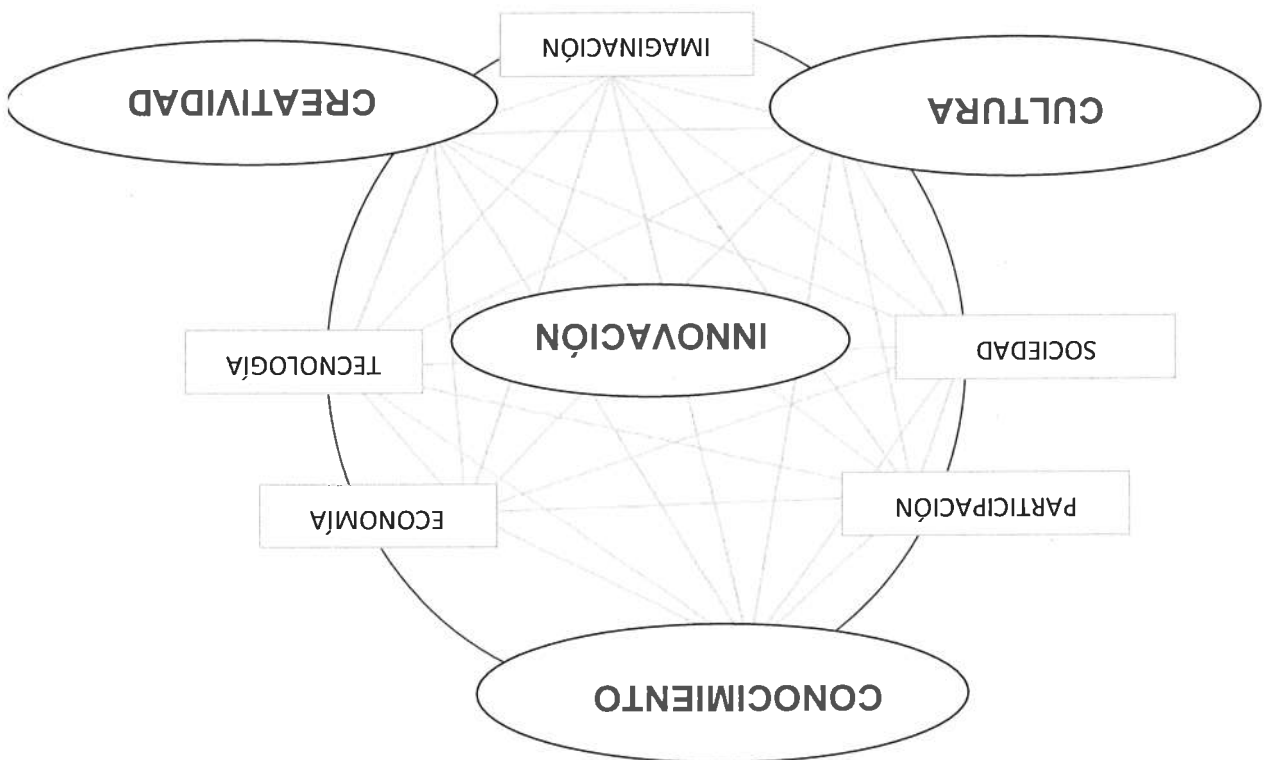 CONOCIMIENTO
PARTICIPACIÓN
ECONOMÍA
SOCIEDAD
INNOVACIÓN
TECNOLOGÍA
CULTURA
CREATIVIDAD
IMAGINACIÓN